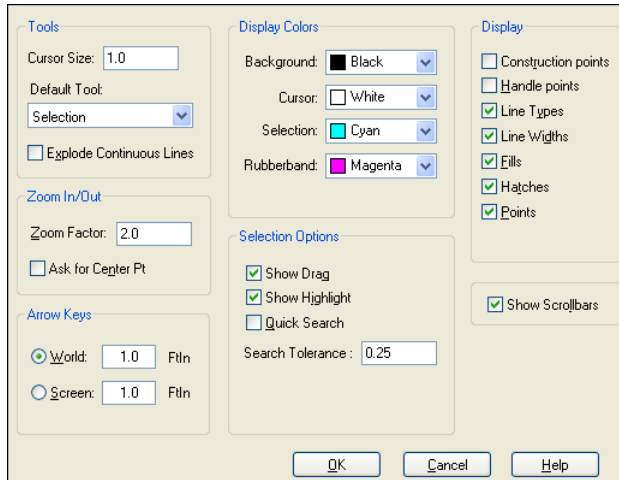 Tools
Cursor Size: 1.0
Default Tool:
Selection
Explode Continuous Lines
Zoom In/Out
Zoom Factor: 2.0
Ask for Center Pt
Arrow Keys
World: 1.0 FtIn
Screen: 1.0 FtIn
Display Colors
Background: Black
Cursor: White
Selection: Cyan
Rubberband: Magenta
Selection Options
Show Drag
Show Highlight
Quick Search
Search Tolerance : 0.25
Display
Construction points
Handle points
Line Types
Line Widths
Fills
Hatches
Points
Show Scrollbars
OK Cancel Help